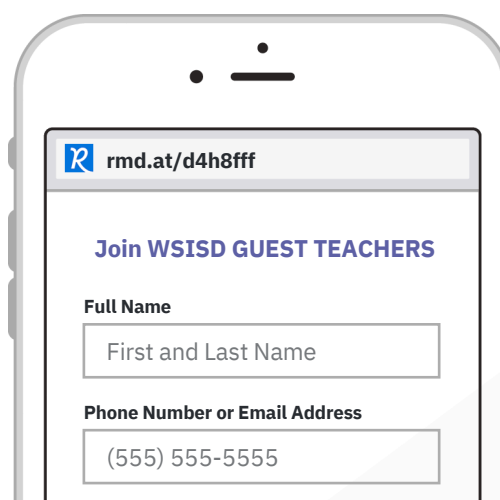 rmd.at/d4h8fff
Join WSISD GUEST TEACHERS
Full Name
First and Last Name
Phone Number or Email Address
(555) 555-5555